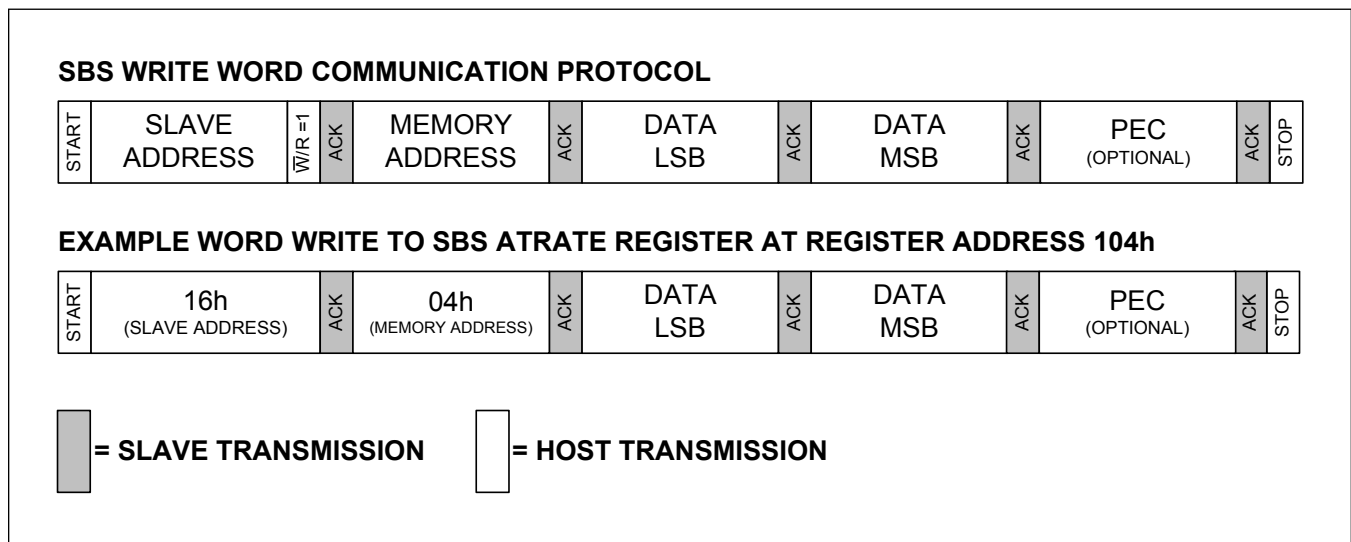 SBS WRITE WORD COMMUNICATION PROTOCOL
START
SLAVE
ADDRESS
W̅/R =1
ACK
MEMORY
ADDRESS
ACK
DATA
LSB
ACK
DATA
MSB
ACK
PEC
(OPTIONAL)
ACK
STOP
EXAMPLE WORD WRITE TO SBS ATRATE REGISTER AT REGISTER ADDRESS 104h
START
16h
(SLAVE ADDRESS)
ACK
04h
(MEMORY ADDRESS)
ACK
DATA
LSB
ACK
DATA
MSB
ACK
PEC
(OPTIONAL)
ACK
STOP
= SLAVE TRANSMISSION
= HOST TRANSMISSION